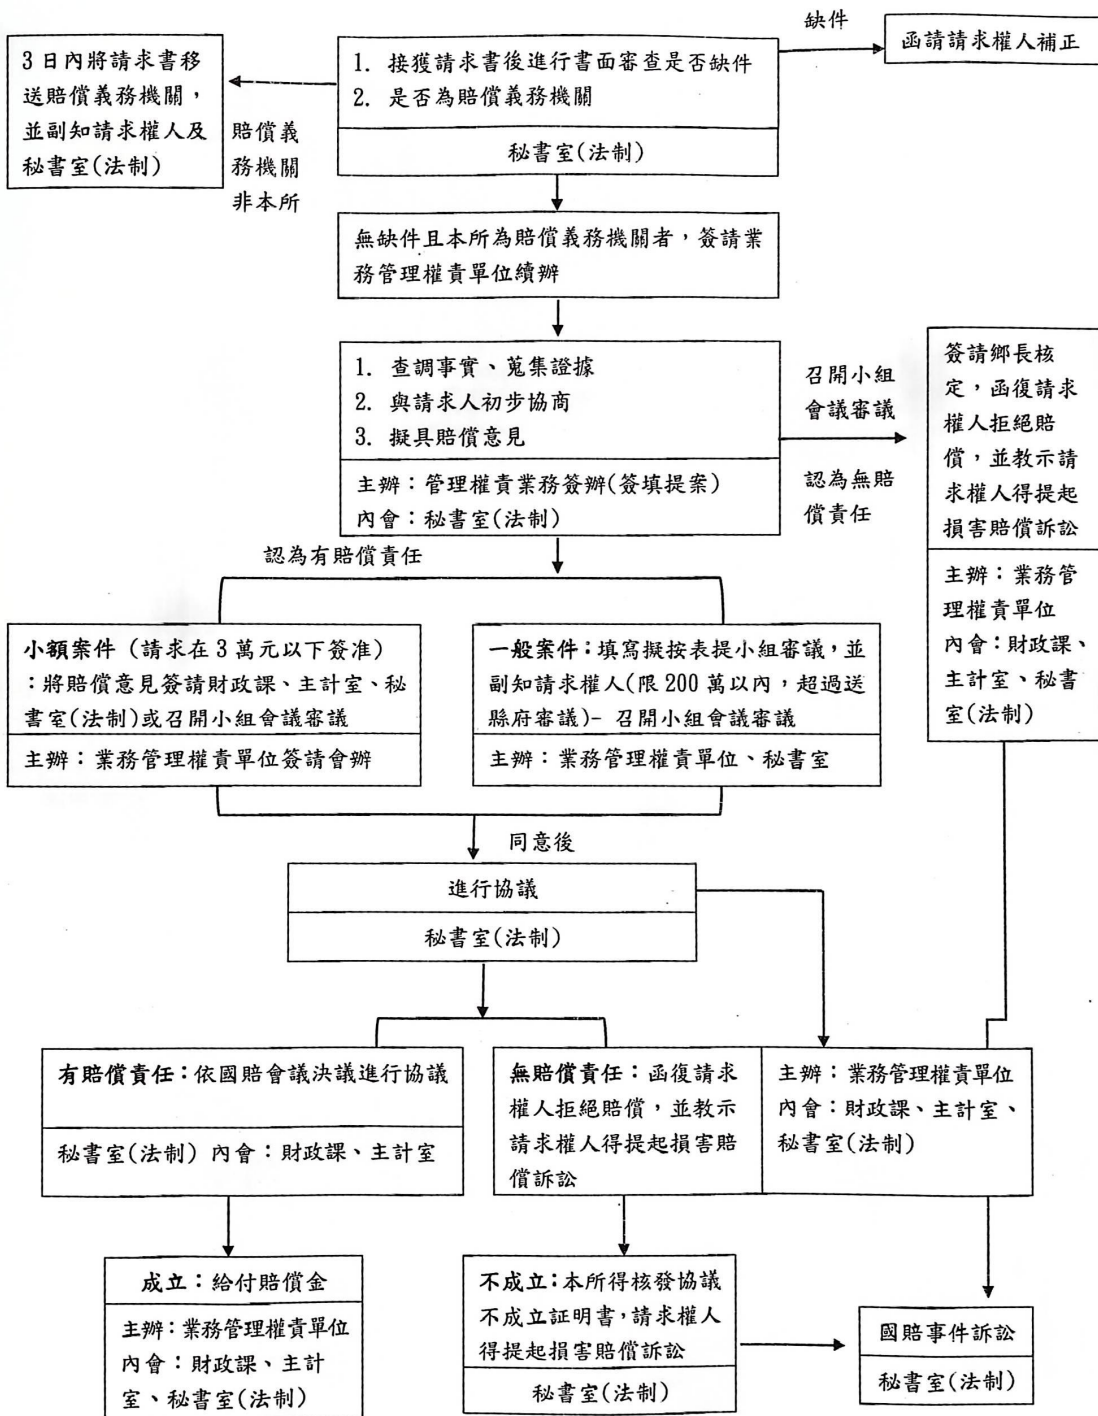 缺件
函請請求權人補正
3 日內將請求書移
送賠償義務機關，
並副知請求權人及
秘書室(法制)
賠償義
務機關
非本所
1. 接獲請求書後進行書面審查是否缺件
2. 是否為賠償義務機關
秘書室(法制)
無缺件且本所為賠償義務機關者，簽請業
務管理權責單位續辦
1. 查調事實、蒐集證據
2. 與請求人初步協商
3. 擬具賠償意見
主辦：管理權責業務簽辦(簽填提案)
內會：秘書室(法制)
召開小組
會議審議
認為無賠
償責任
簽請鄉長核
定，函復請求
權人拒絕賠
償，並教示請
求權人得提起
損害賠償訴訟
主辦：業務管
理權責單位
內會：財政課、
主計室、秘書
室(法制)
認為有賠償責任
小額案件 (請求在 3 萬元以下簽准)
：將賠償意見簽請財政課、主計室、秘
書室(法制)或召開小組會議審議
主辦：業務管理權責單位簽請會辦
一般案件：填寫擬按表提小組審議，並
副知請求權人(限 200 萬以內，超過送
縣府審議)- 召開小組會議審議
主辦：業務管理權責單位、秘書室
同意後
進行協議
秘書室(法制)
有賠償責任：依國賠會議決議進行協議
秘書室(法制) 內會：財政課、主計室
無賠償責任：函復請求
權人拒絕賠償，並教示
請求權人得提起損害賠
償訴訟
主辦：業務管理權責單位
內會：財政課、主計室、
秘書室(法制)
成立：給付賠償金
主辦：業務管理權責單位
內會：財政課、主計
室、秘書室(法制)
不成立：本所得核發協議
不成立証明書，請求權人
得提起損害賠償訴訟
秘書室(法制)
國賠事件訴訟
秘書室(法制)